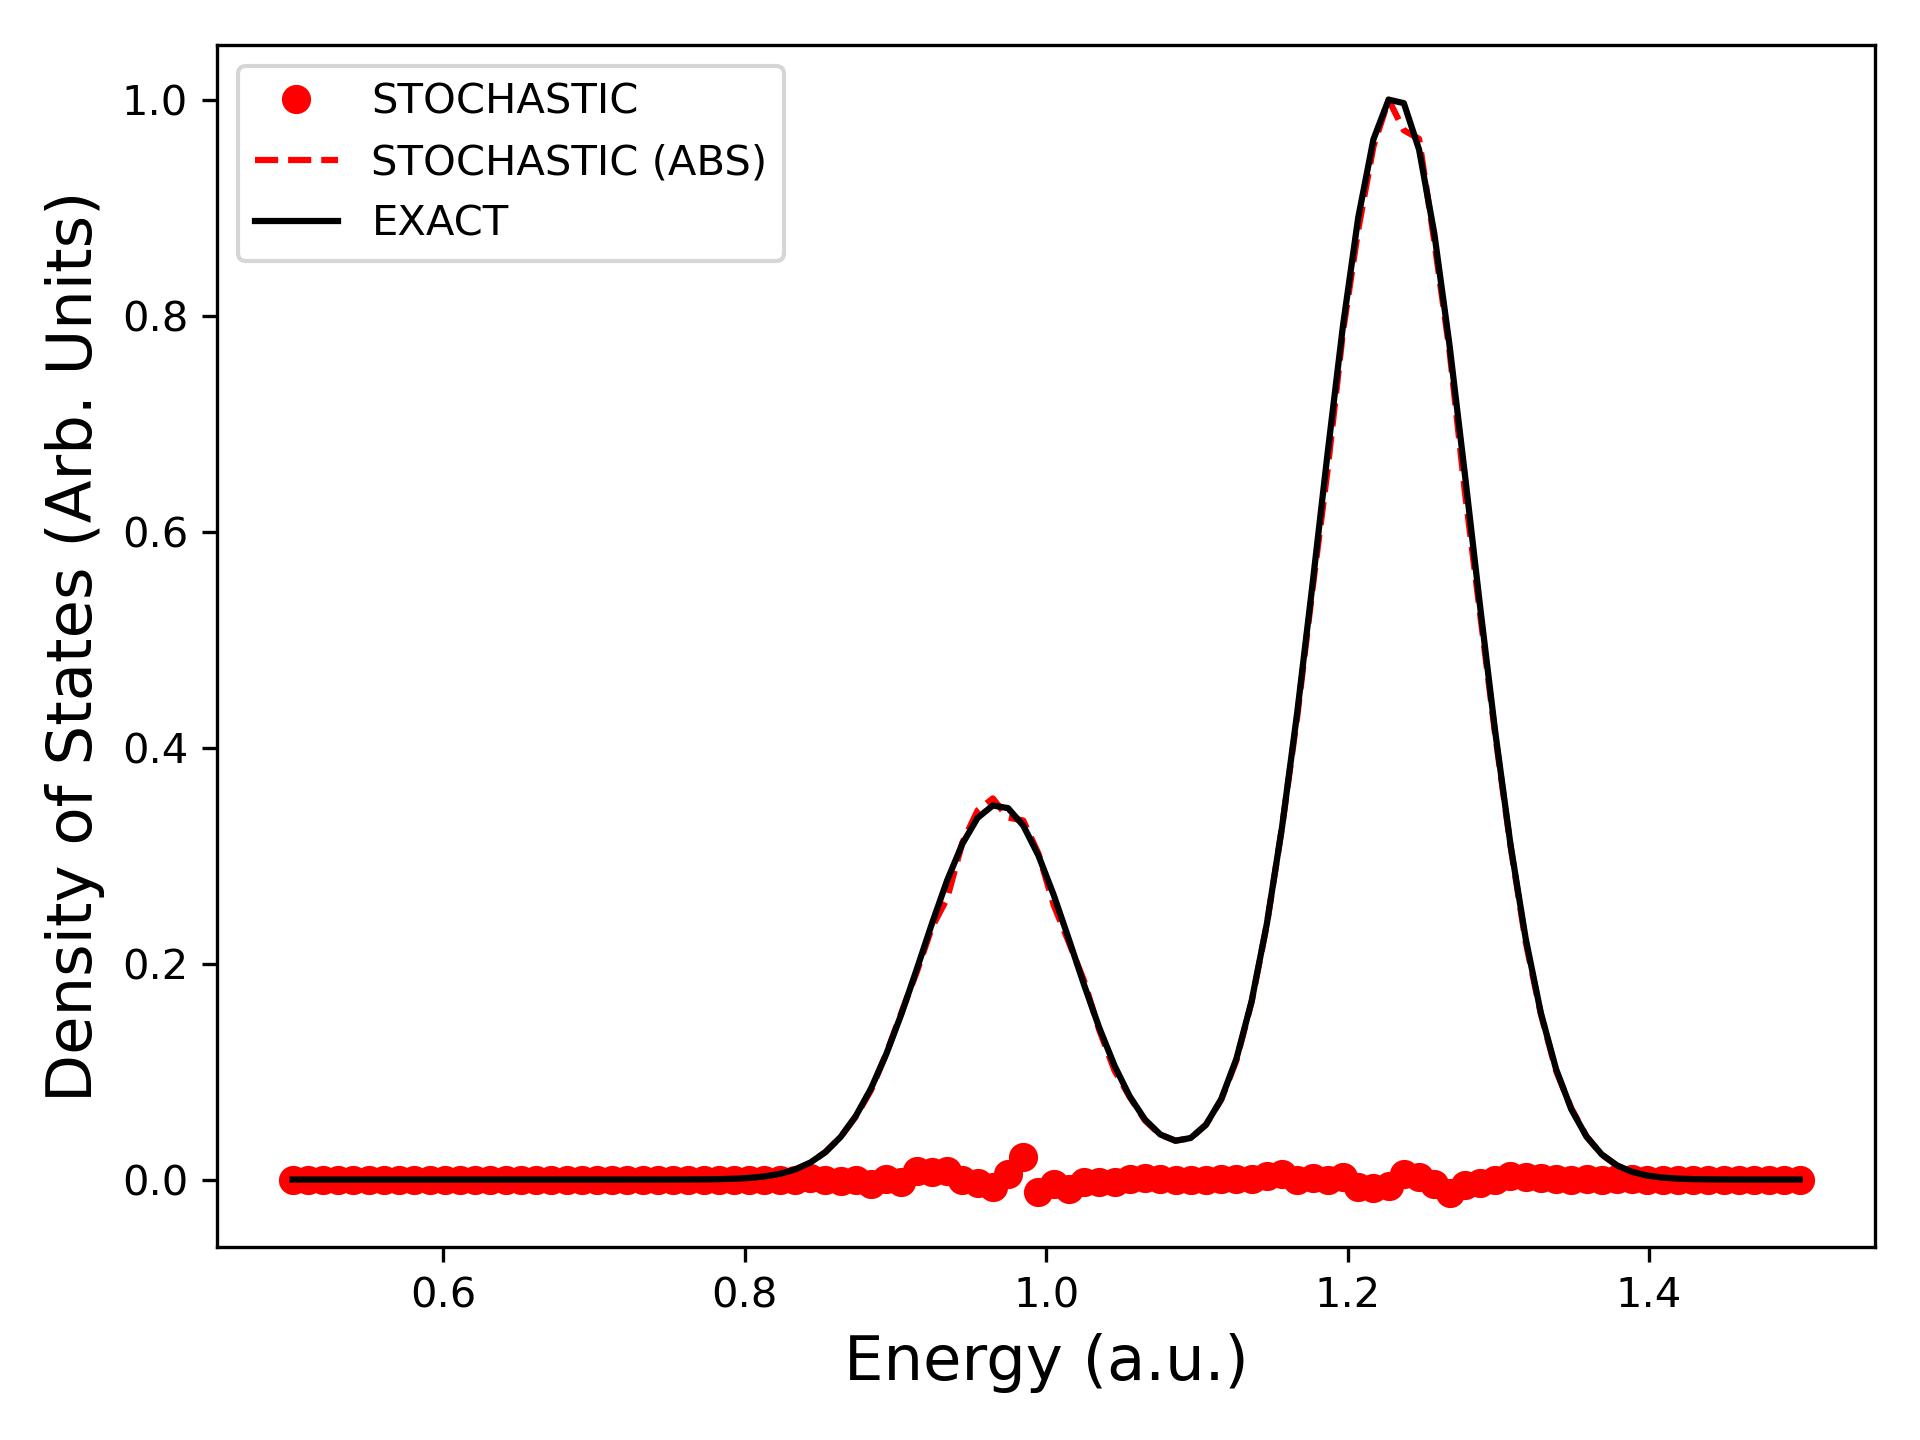 STOCHASTIC
STOCHASTIC (ABS)
EXACT
Density of States (Arb. Units)
1.0
0.8
0.6
0.4
0.2
0.0
0.6
0.8
1.0
1.2
1.4
Energy (a.u.)